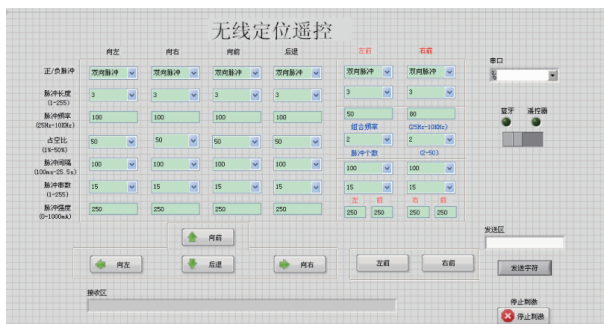 无线定位遥控
向左 向右 向前 后退 左前 右前
串口
正/负脉冲 双向脉冲 双向脉冲 双向脉冲 双向脉冲 双向脉冲 双向脉冲
脉冲长度 3 3 3 3 3 3
(1-255)
脉冲频率 100 100 100 100 50 80
(25Hz-10KHz) 组合频率 (25Hz-10KHz)
蓝牙 遥控器
占空比 50 50 50 50 2 2
(1%-50%) 脉冲个数 (2-50)
脉冲间隔 100 100 100 100 100 100
(100ms-25.5s)
脉冲串数 15 15 15 15 15 15
(1-255) 左 前 右 前
脉冲强度 250 250 250 250 250 250 250 250
(0-1000mA)
向前
发送区
向左 后退 向右 左前 右前
发送字符
接收区
停止刺激
停止刺激